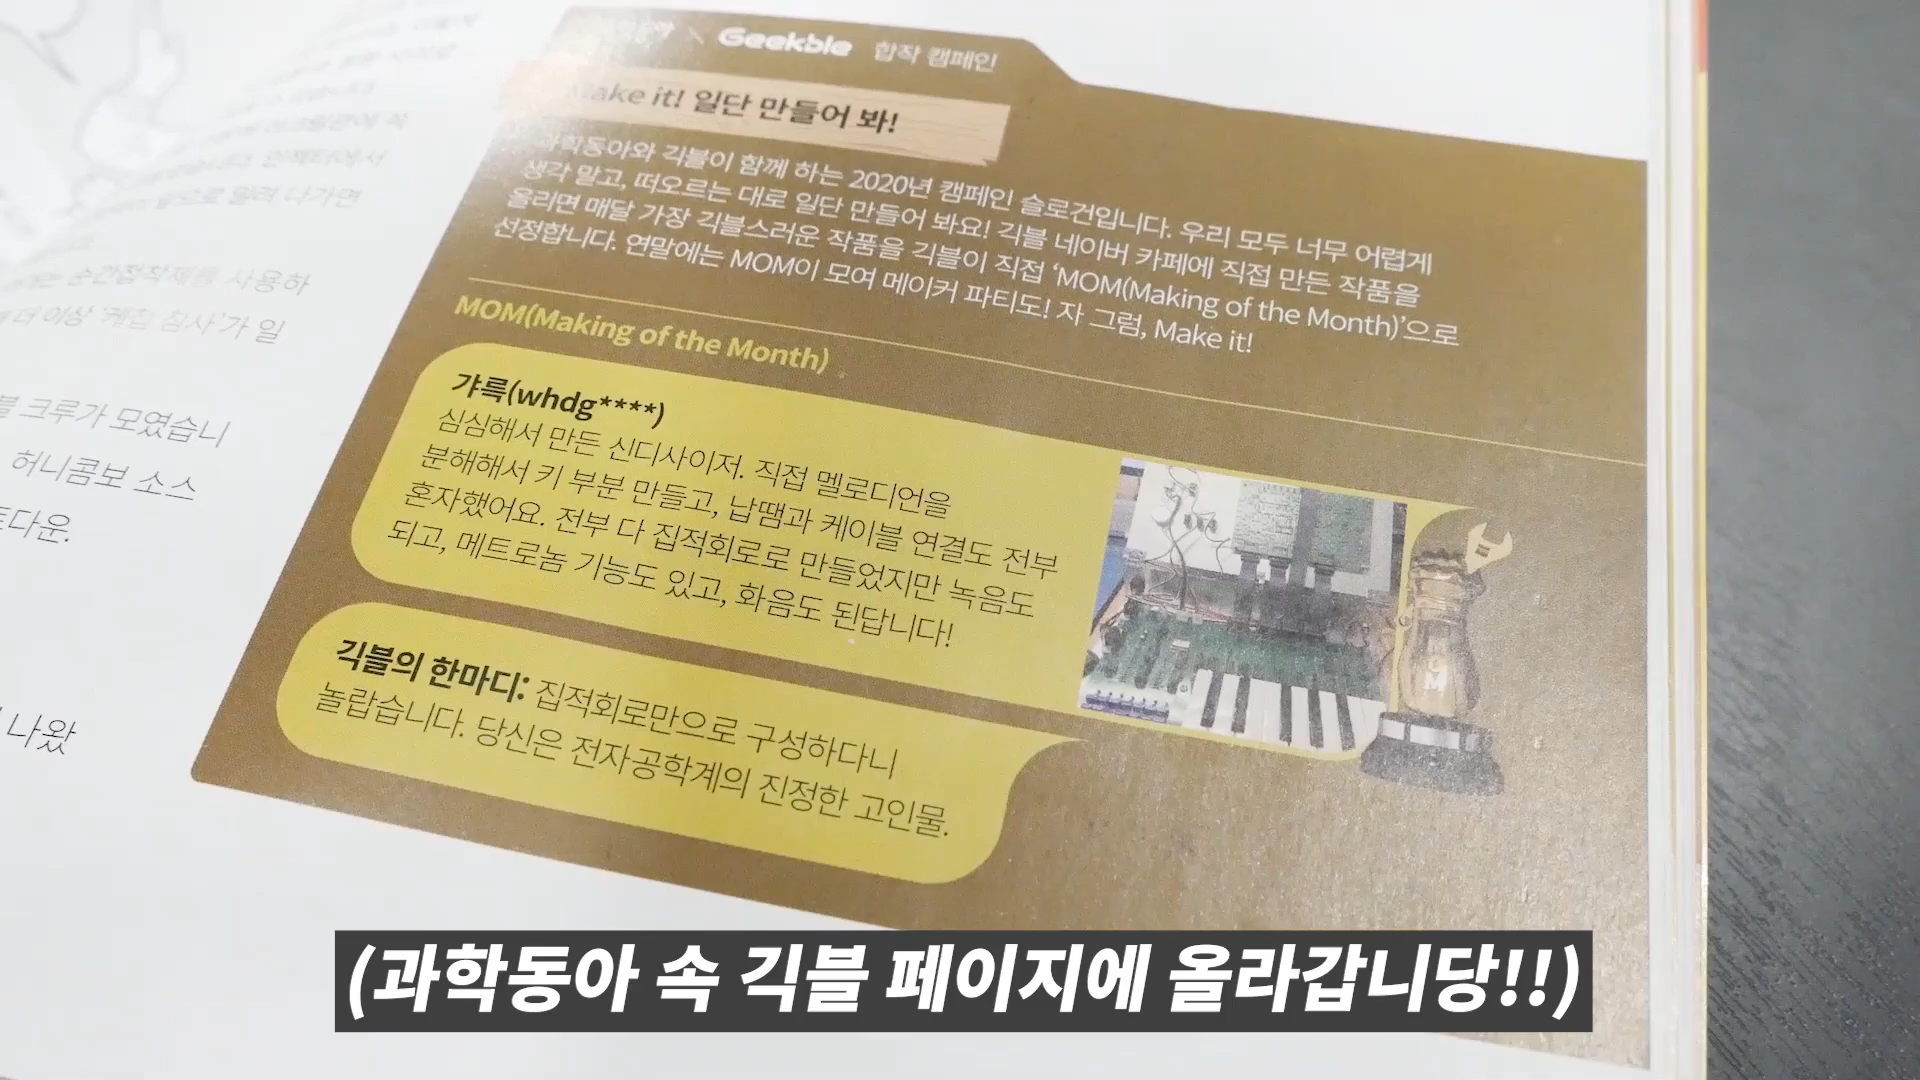 Geekble 합작 캠페인
Make it! 일단 만들어 봐!
과학동아와 긱블이 함께 하는 2020년 캠페인 슬로건입니다. 우리 모두 너무 어렵게
생각 말고, 떠오르는 대로 일단 만들어 봐요! 긱블 네이버 카페에 직접 만든 작품을
올리면 매달 가장 긱블스러운 작품을 긱블이 직접 ‘MOM(Making of the Month)’으로
선정합니다. 연말에는 MOM이 모여 메이커 파티도! 자 그럼, Make it!
MOM(Making of the Month)
갸륵(whdg****)
심심해서 만든 신디사이저. 직접 멜로디언을
분해해서 키 부분 만들고, 납땜과 케이블 연결도 전부
혼자했어요. 전부 다 집적회로로 만들었지만 녹음도
되고, 메트로놈 기능도 있고, 화음도 된답니다!
긱블의 한마디: 집적회로만으로 구성하다니
놀랍습니다. 당신은 전자공학계의 진정한 고인물.
순간접착제를 사용하
더 이상 가 일
크루가 모였습니
허니콤보 소스
나왔
(과학동아 속 긱블 페이지에 올라갑니당!!)